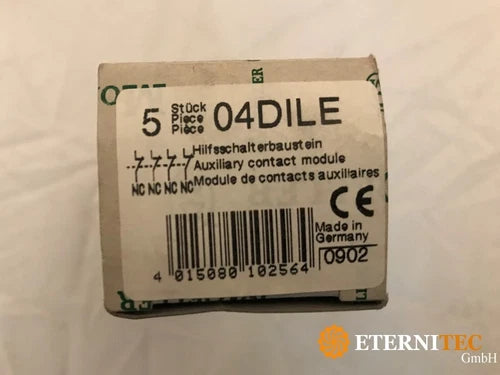 5 Stück
Piece
Pièce
04DILE
Hilfsschalterbaustein
Auxiliary contact module
Module de contacts auxiliaires
NC NC NC NC
CE
Made in
Germany
0902
4 015080 102564
ETERNITEC
GmbH